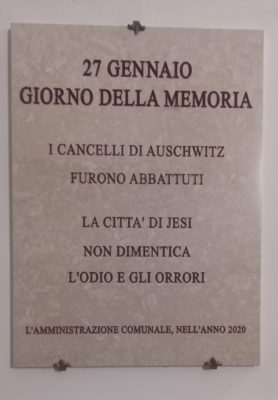 27 GENNAIO
GIORNO DELLA MEMORIA
I CANCELLI DI AUSCHWITZ
FURONO ABBATTUTI
LA CITTA' DI JESI
NON DIMENTICA
L'ODIO E GLI ORRORI
L'AMMINISTRAZIONE COMUNALE, NELL'ANNO 2020